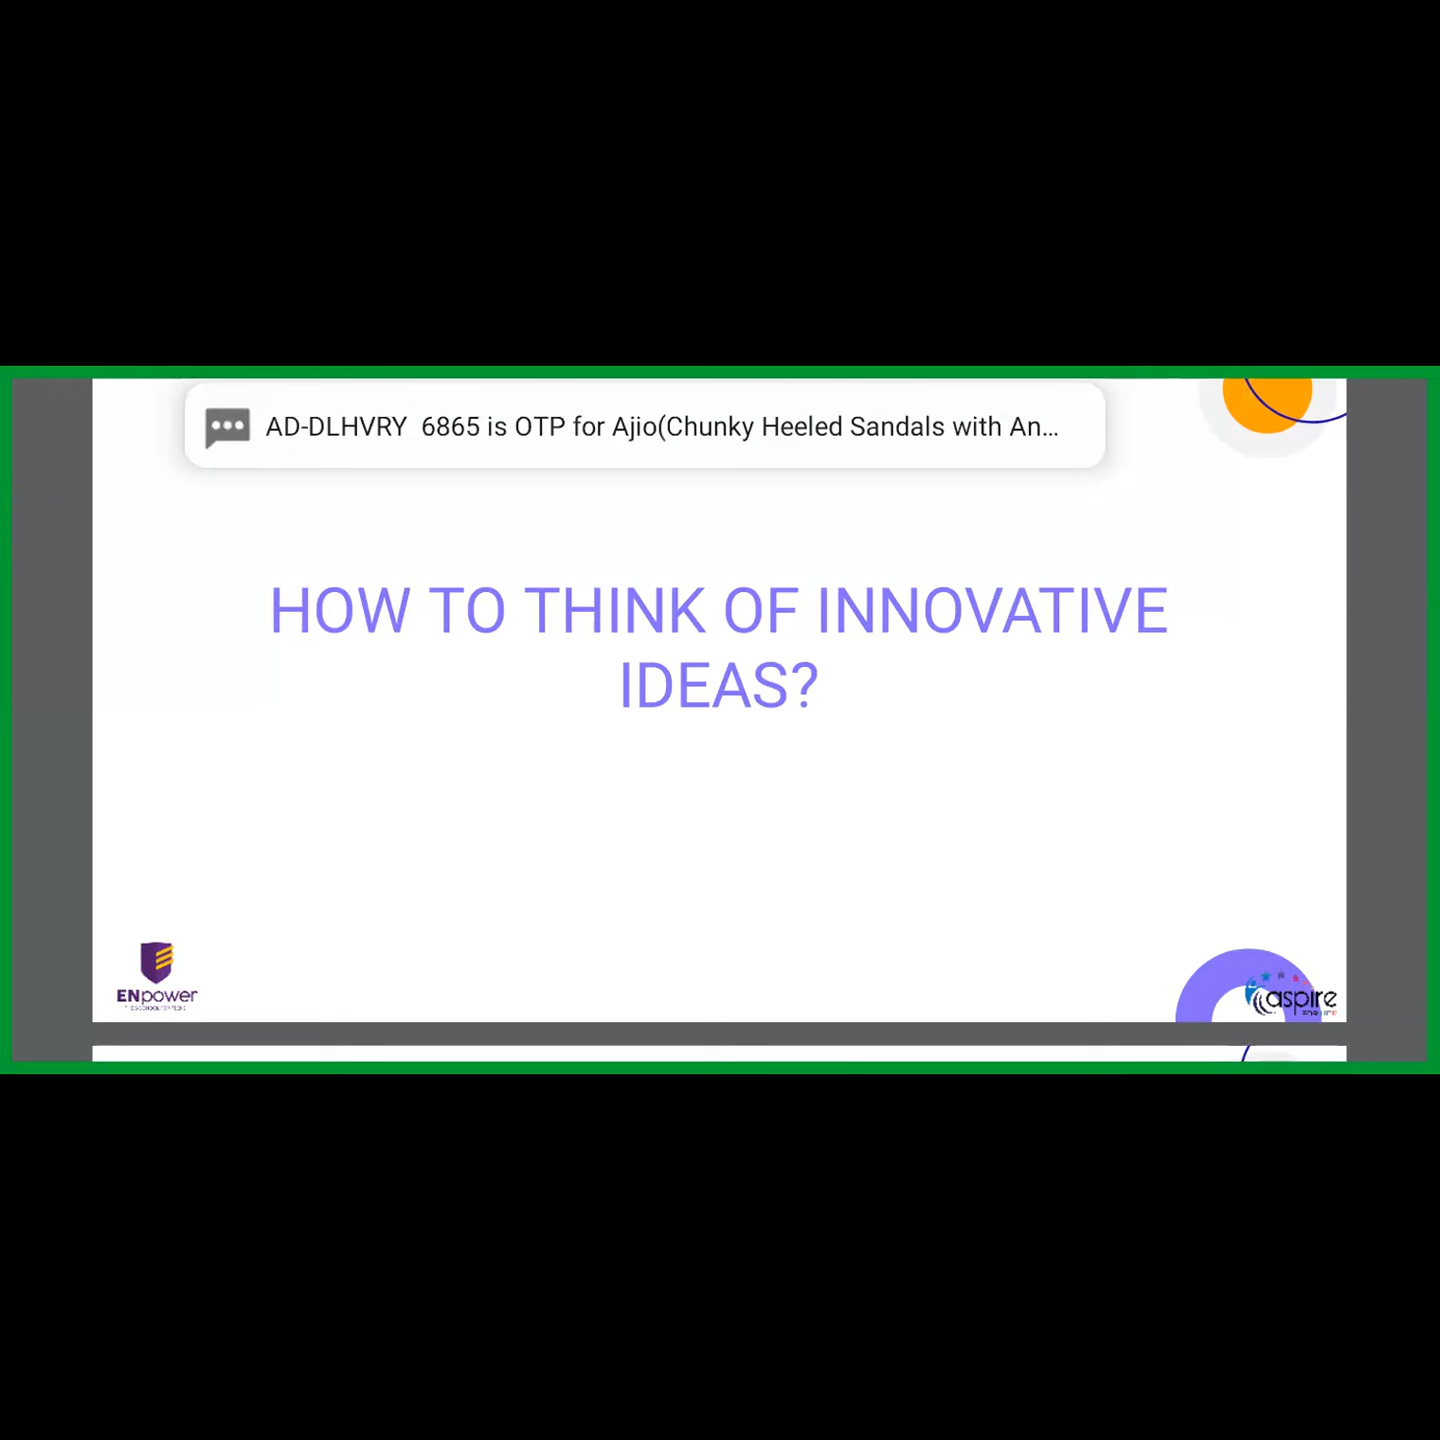 AD-DLHVRY 6865 is OTP for Ajio(Chunky Heeled Sandals with An...
HOW TO THINK OF INNOVATIVE
IDEAS?
ENpower
aspire